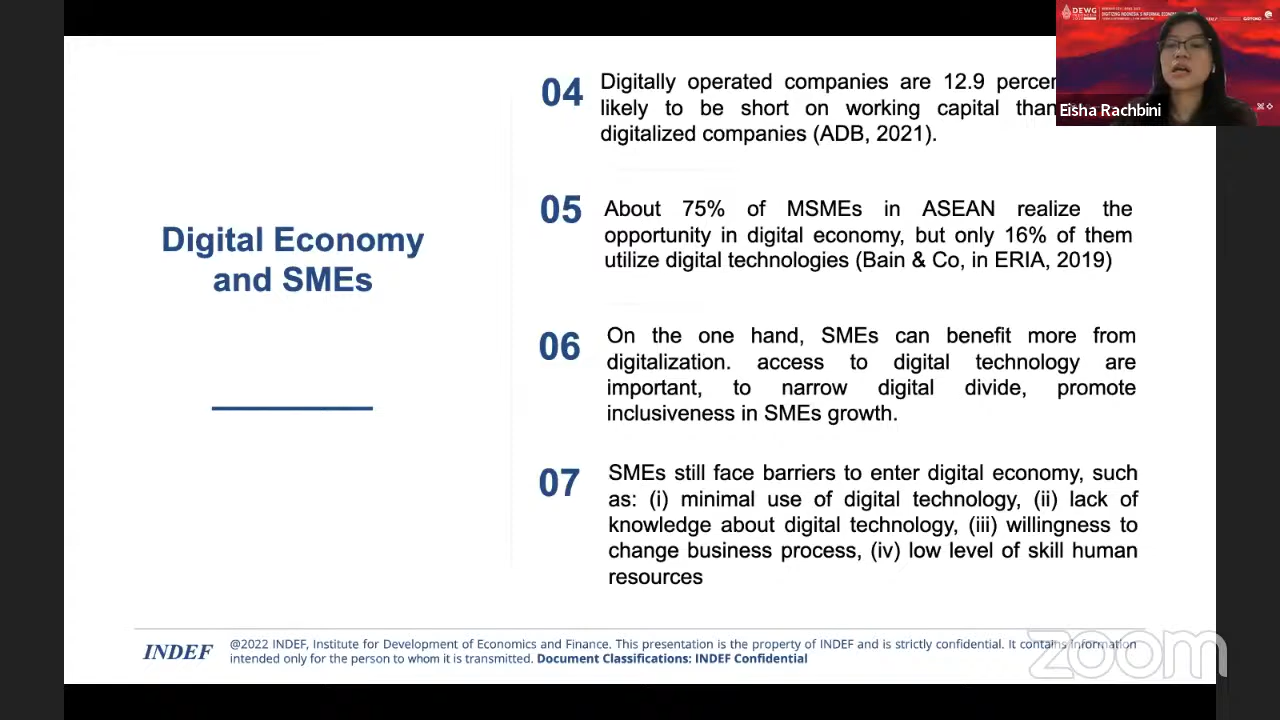 Digital Economy
and SMEs
04
Digitally operated companies are 12.9
likely to be short on working capital than
digitalized companies (ADB, 2021).
05
About 75% of MSMEs in ASEAN realize the
opportunity in digital economy, but only 16% of them
utilize digital technologies (Bain & Co, in ERIA, 2019)
06
On the one hand, SMEs can benefit more from
digitalization. access to digital technology are
important, to narrow digital divide, promote
inclusiveness in SMEs growth.
07
SMEs still face barriers to enter digital economy, such
as: (i) minimal use of digital technology, (ii) lack of
knowledge about digital technology, (iii) willingness to
change business process, (iv) low level of skill human
resources
INDEF
@2022 INDEF, Institute for Development of Economics and Finance. This presentation is the property of INDEF and is strictly confidential. It contains information
intended only for the person to whom it is transmitted. Document Classifications: INDEF Confidential
zoom
DEWG
DIGITIZING INDONESIA'S INFORMAL
Eisha Rachbini